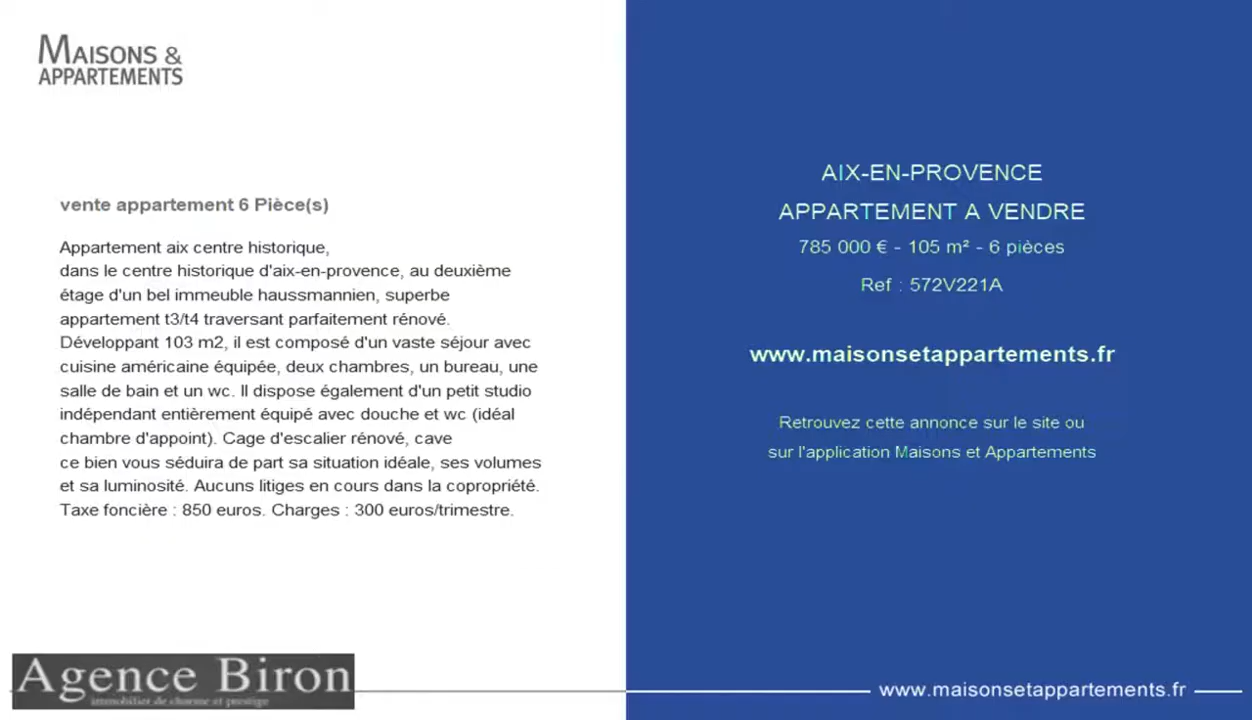 MAISONS &
APPARTEMENTS
vente appartement 6 Pièce(s)
Appartement aix centre historique,
dans le centre historique d'aix-en-provence, au deuxième
étage d'un bel immeuble haussmannien, superbe
appartement t3/t4 traversant parfaitement rénové.
Développant 103 m2, il est composé d'un vaste séjour avec
cuisine américaine équipée, deux chambres, un bureau, une
salle de bain et un wc. Il dispose également d'un petit studio
indépendant entièrement équipé avec douche et wc (idéal
chambre d'appoint). Cage d'escalier rénové, cave
ce bien vous séduira de part sa situation idéale, ses volumes
et sa luminosité. Aucuns litiges en cours dans la copropriété.
Taxe foncière : 850 euros. Charges : 300 euros/trimestre.
Agence Biron
immobilier de charme et prestige
AIX-EN-PROVENCE
APPARTEMENT A VENDRE
785 000 € - 105 m² - 6 pièces
Ref : 572V221A
www.maisonsetappartements.fr
Retrouvez cette annonce sur le site ou
sur l'application Maisons et Appartements
www.maisonsetappartements.fr